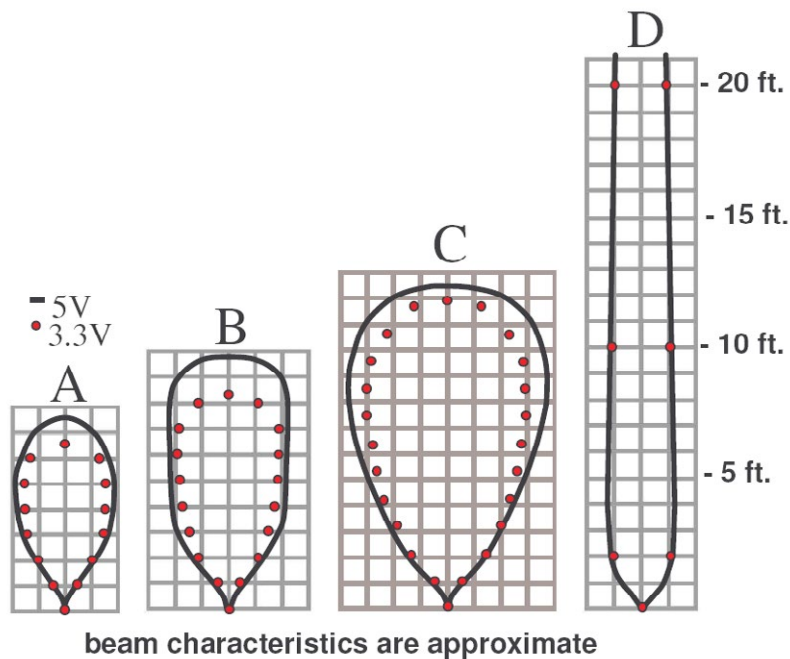 D
- 20 ft.
- 15 ft.
C
5V
B
3.3V
- 10 ft.
A
- 5 ft.
beam characteristics are approximate